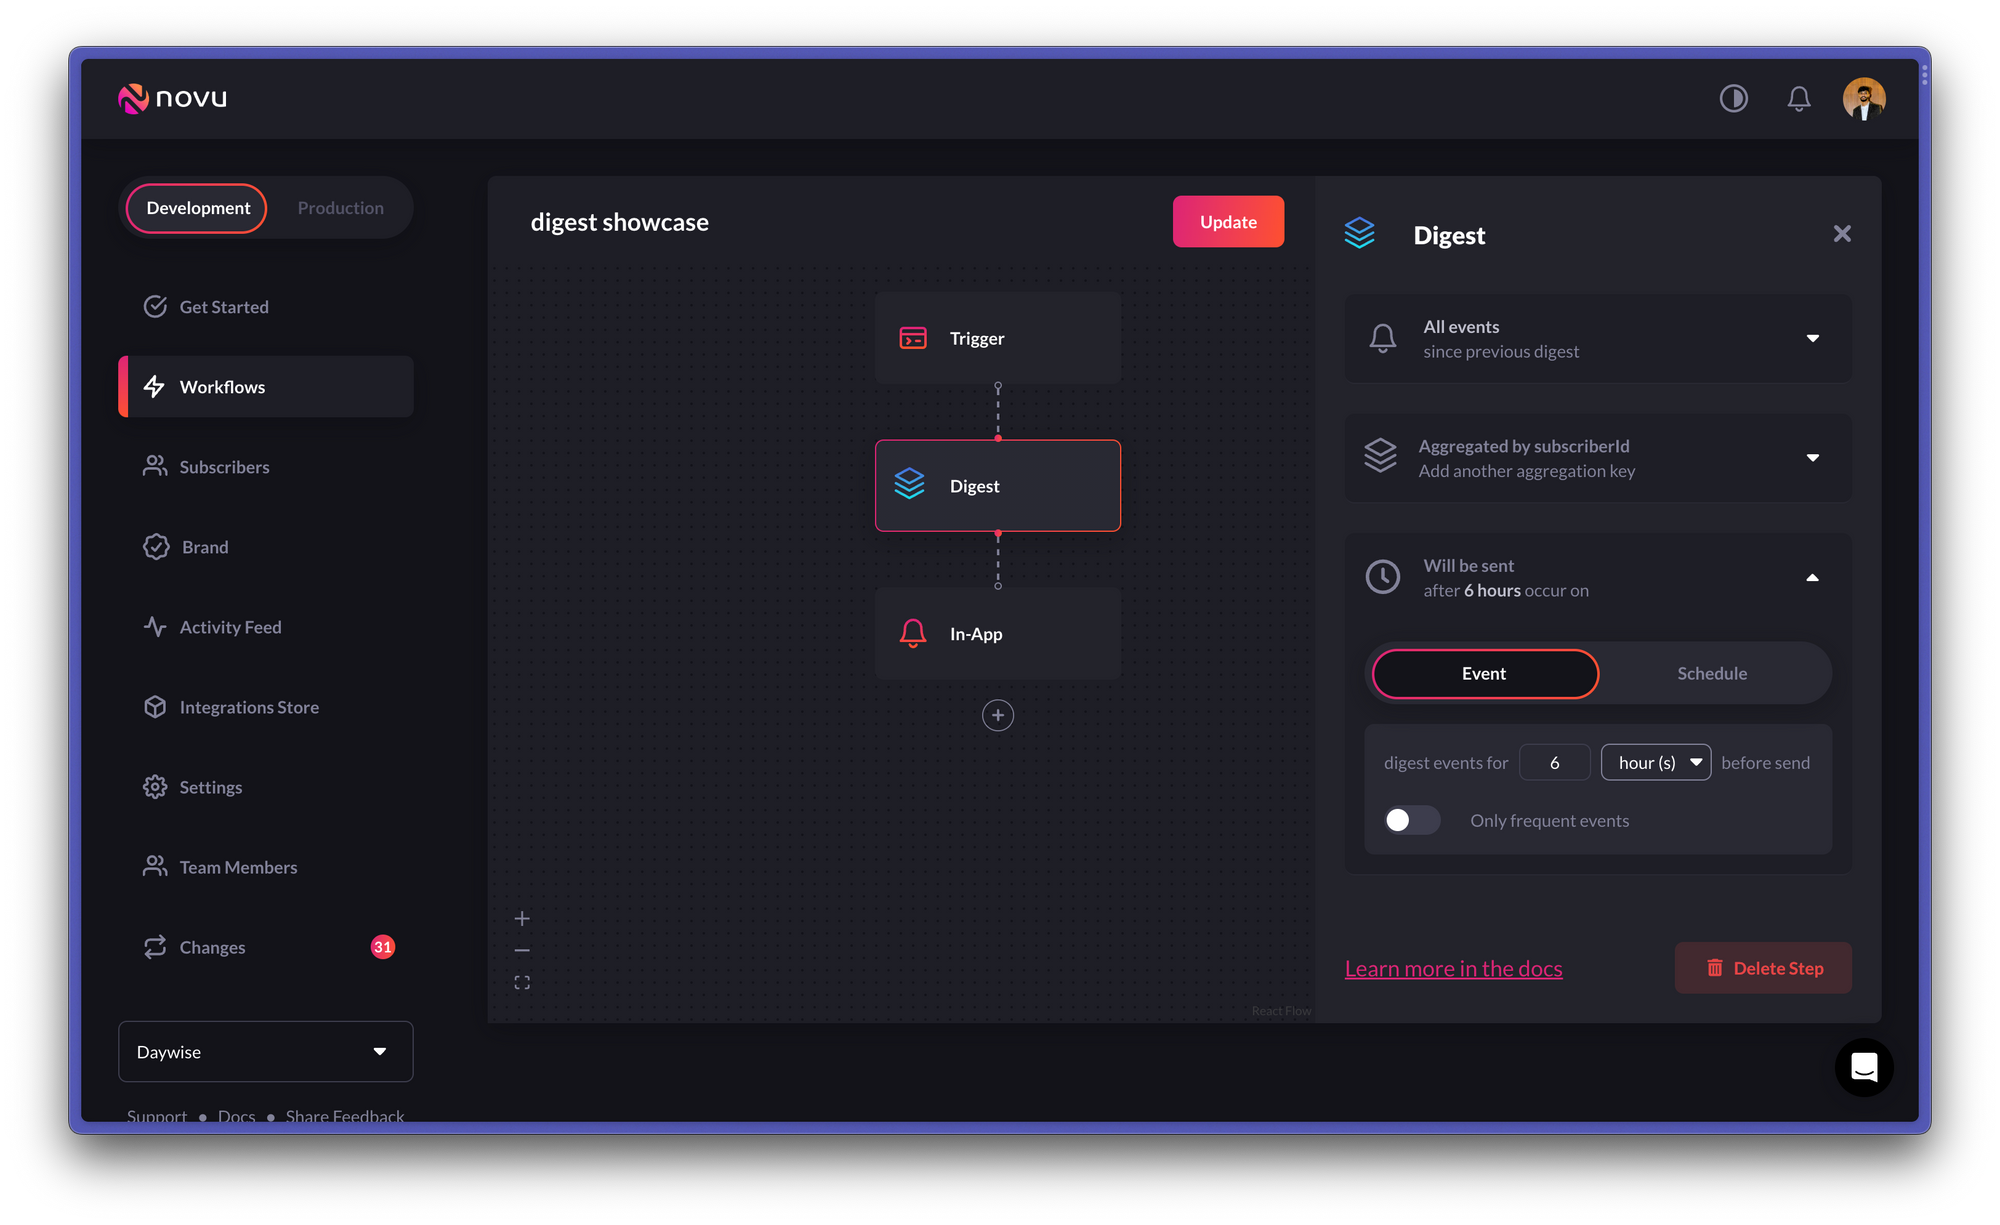 novu
Development
Production
Get Started
Workflows
Subscribers
Brand
Activity Feed
Integrations Store
Settings
Team Members
Changes
31
Daywise
Support • Docs • Share Feedback
digest showcase
Update
Trigger
Digest
In-App
React Flow
Digest
All events
since previous digest
Aggregated by subscriberId
Add another aggregation key
Will be sent
after 6 hours occur on
Event
Schedule
digest events for 6 hour (s) before send
Only frequent events
Learn more in the docs
Delete Step